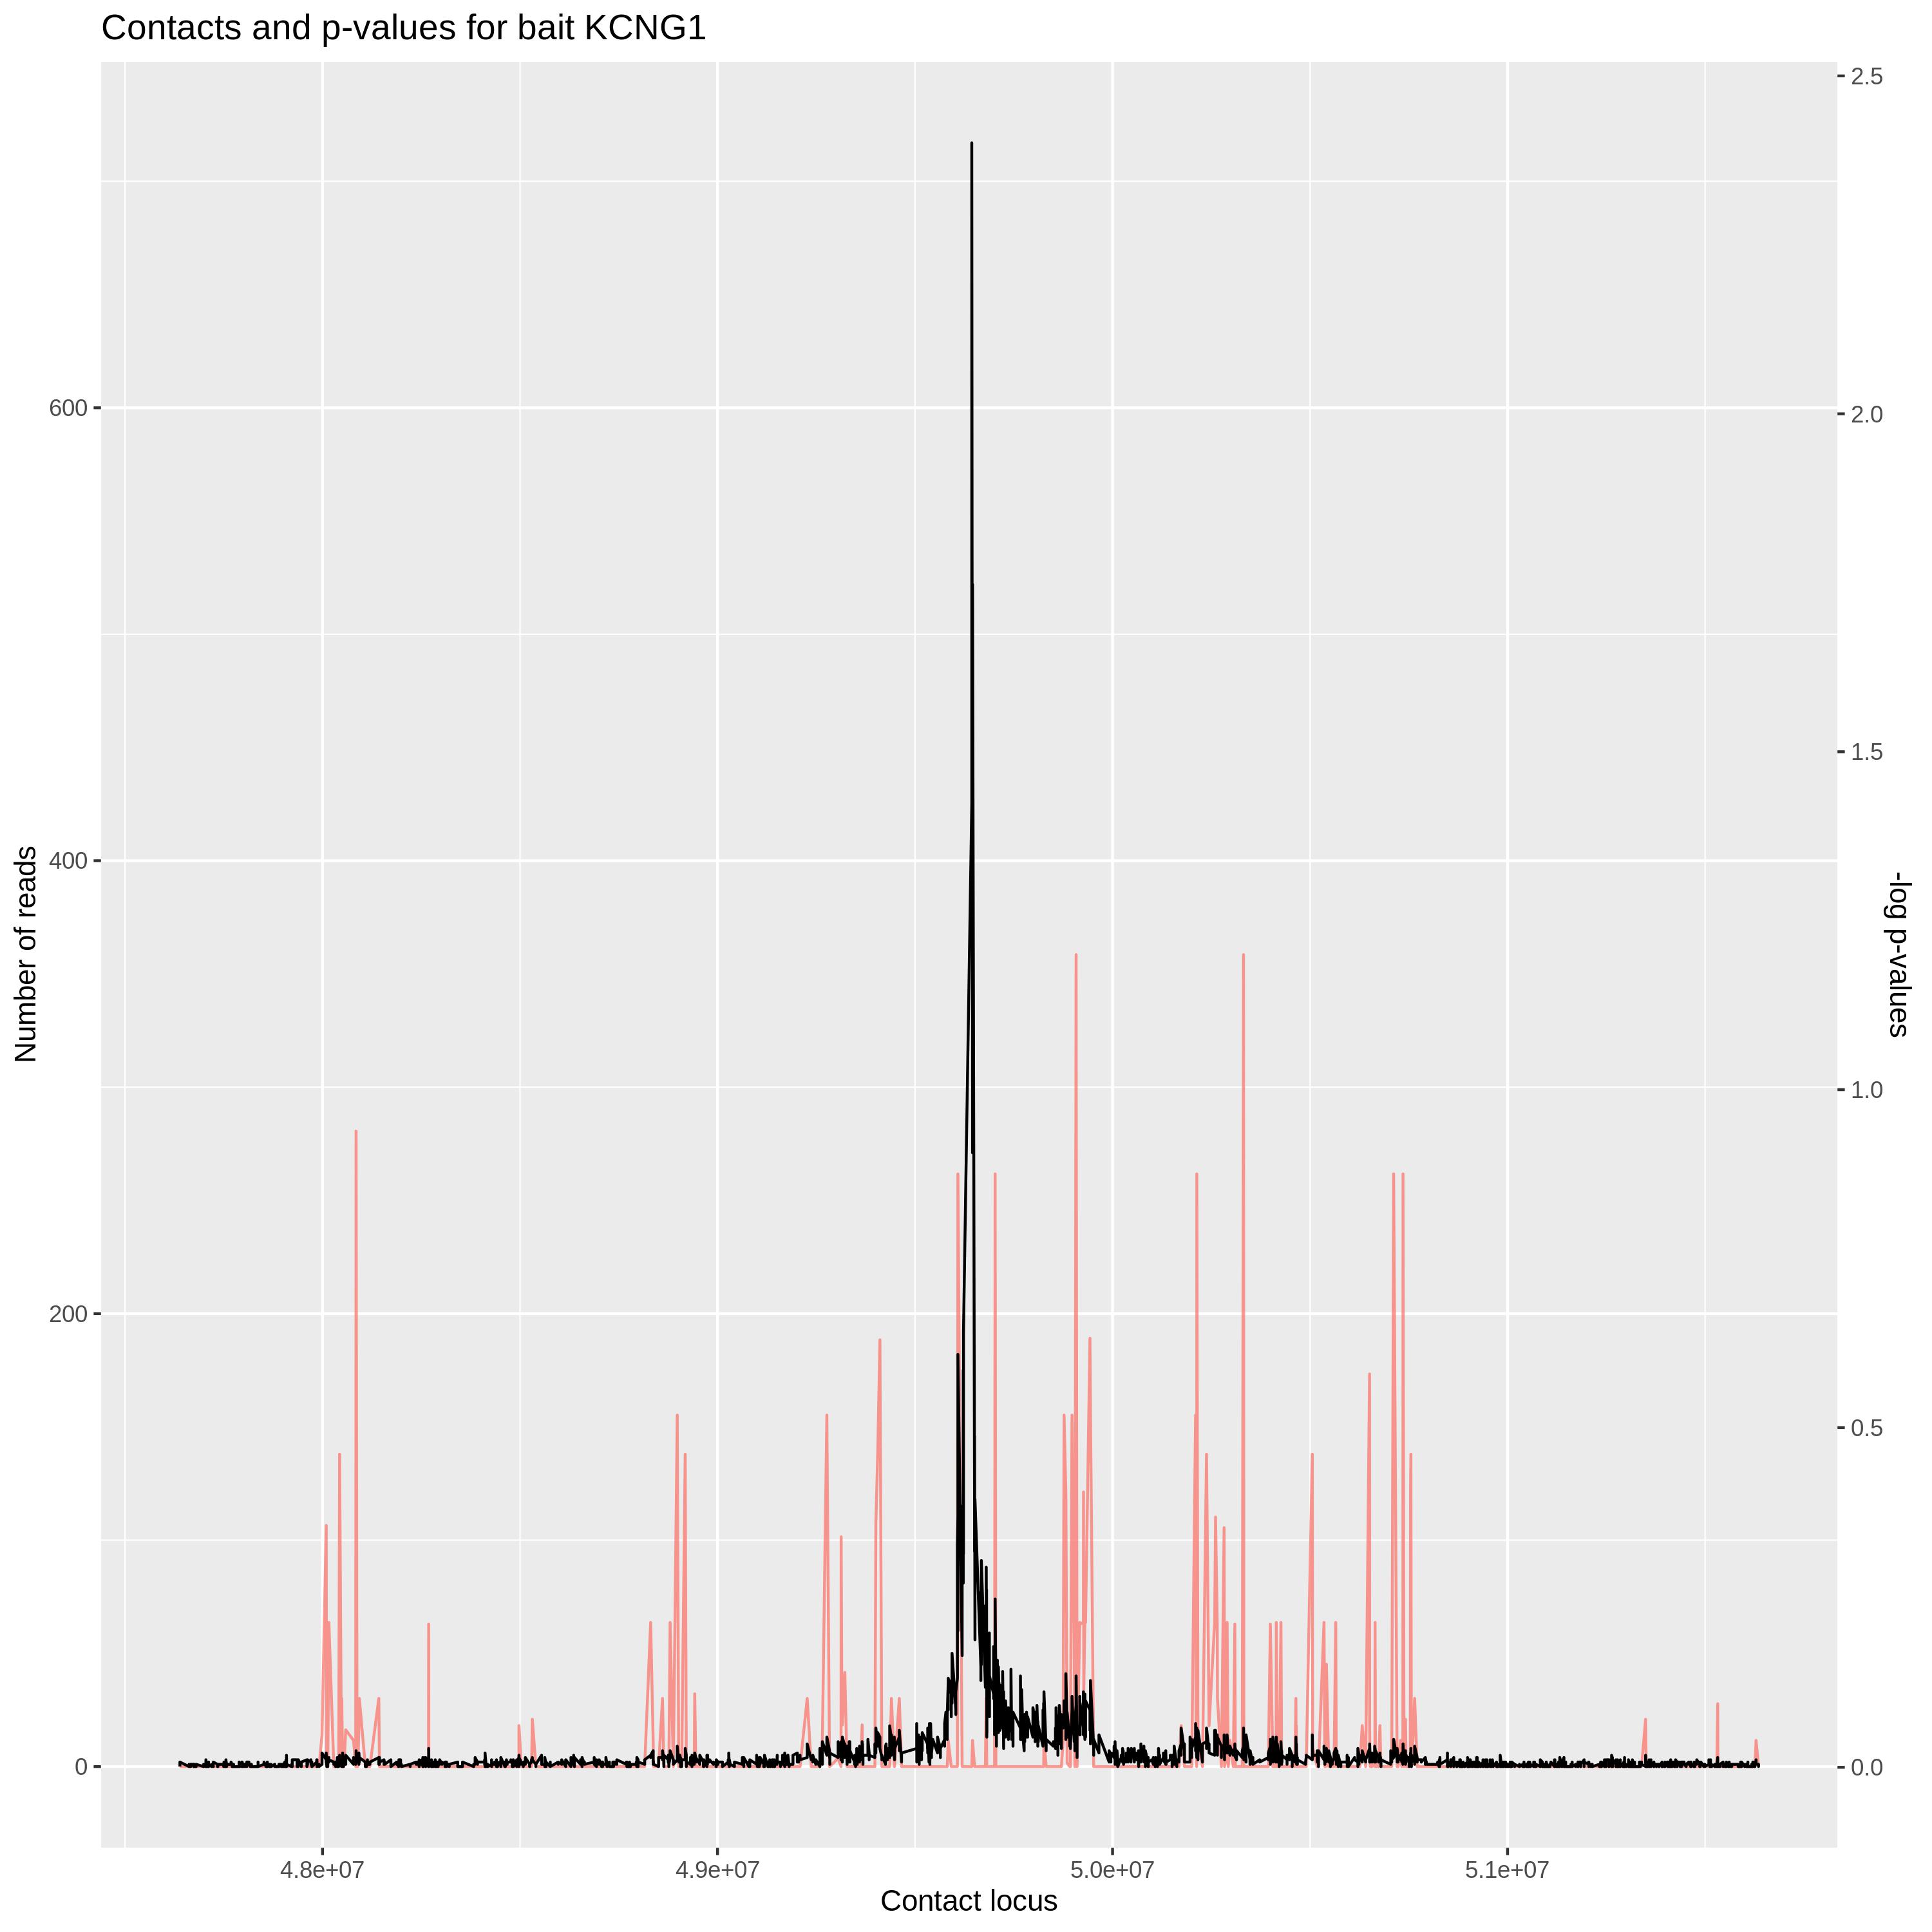 Contacts and p-values for bait KCNG1
2.5
2.0
1.5
1.0
0.5
0.0
600
400
200
0
Number of reads
-log p-values
4.8e+07 4.9e+07 5.0e+07 5.1e+07
Contact locus